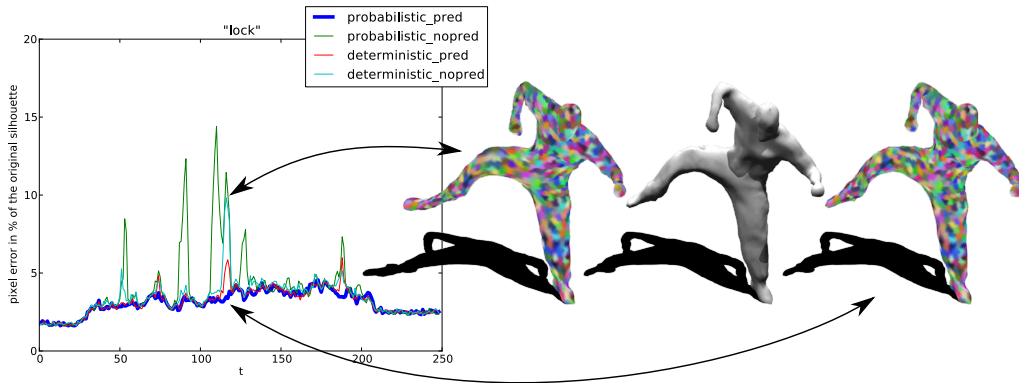 "lock"
probabilistic_pred
probabilistic_nopred
deterministic_pred
deterministic_nopred
pixel error in % of the original silhouette
20
15
10
5
0
0
50
100
150
200
250
t